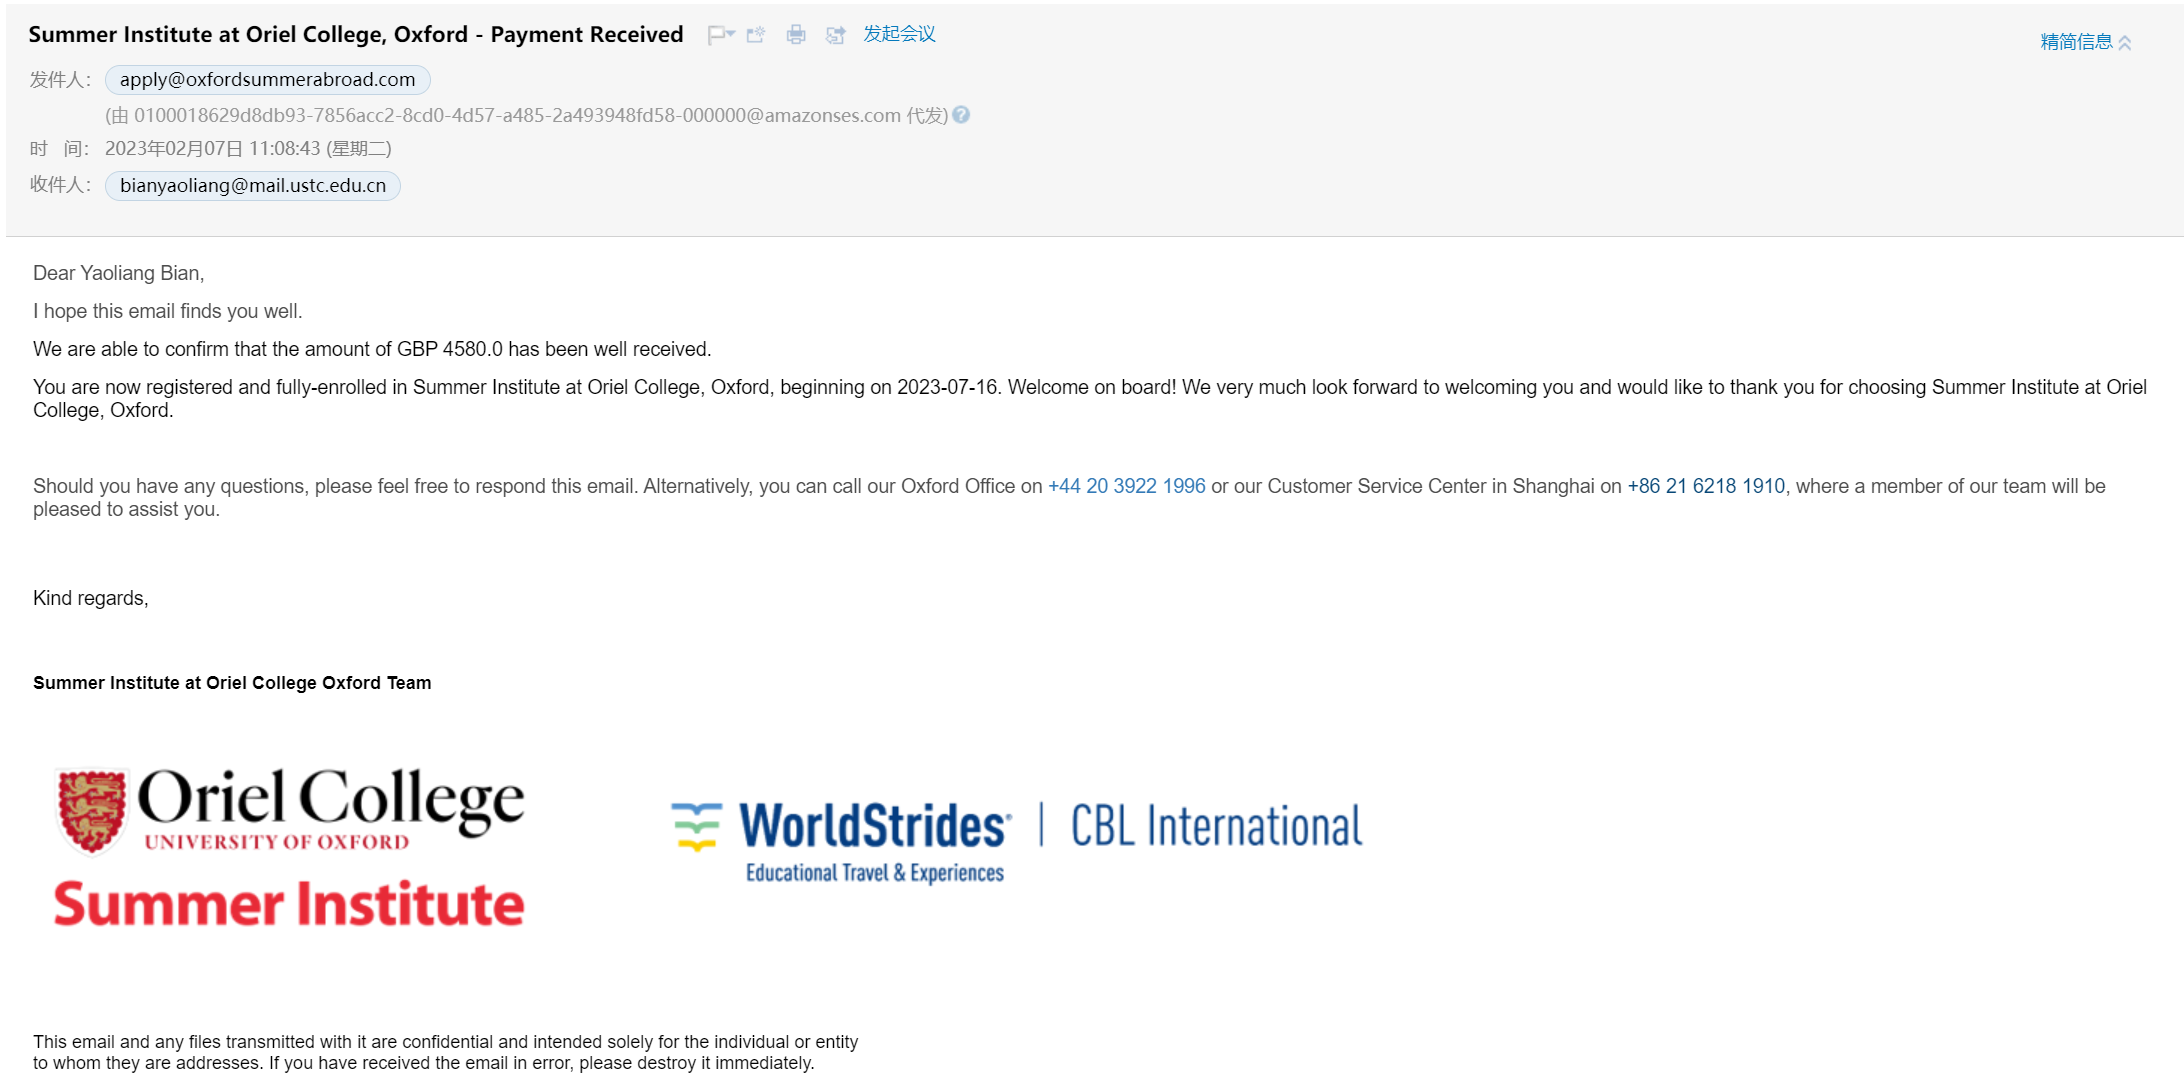 Summer Institute at Oriel College, Oxford - Payment Received 发起会议
精简信息
发件人： apply@oxfordsummerabroad.com
(由 0100018629d8db93-7856acc2-8cd0-4d57-a485-2a493948fd58-000000@amazonses.com 代发)
时 间： 2023年02月07日 11:08:43 (星期二)
收件人： bianyaoliang@mail.ustc.edu.cn
Dear Yaoliang Bian,
I hope this email finds you well.
We are able to confirm that the amount of GBP 4580.0 has been well received.
You are now registered and fully-enrolled in Summer Institute at Oriel College, Oxford, beginning on 2023-07-16. Welcome on board! We very much look forward to welcoming you and would like to thank you for choosing Summer Institute at Oriel
College, Oxford.
Should you have any questions, please feel free to respond this email. Alternatively, you can call our Oxford Office on +44 20 3922 1996 or our Customer Service Center in Shanghai on +86 21 6218 1910, where a member of our team will be
pleased to assist you.
Kind regards,
Summer Institute at Oriel College Oxford Team
Oriel College
UNIVERSITY OF OXFORD
Summer Institute
WorldStrides® | CBL International
Educational Travel & Experiences
This email and any files transmitted with it are confidential and intended solely for the individual or entity
to whom they are addresses. If you have received the email in error, please destroy it immediately.